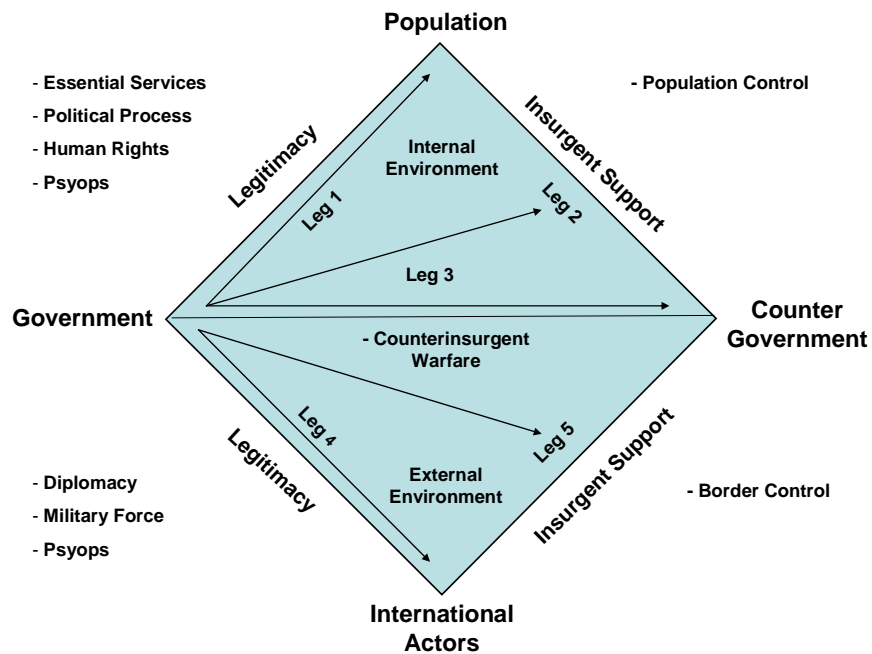 Population
- Essential Services
- Political Process
- Human Rights
- Psyops
- Population Control
Legitimacy
Insurgent Support
Internal
Environment
Leg 1
Leg 2
Leg 3
Government
Counter
Government
- Counterinsurgent
Warfare
Leg 4
Leg 5
Legitimacy
Insurgent Support
External
Environment
- Diplomacy
- Military Force
- Psyops
- Border Control
International
Actors